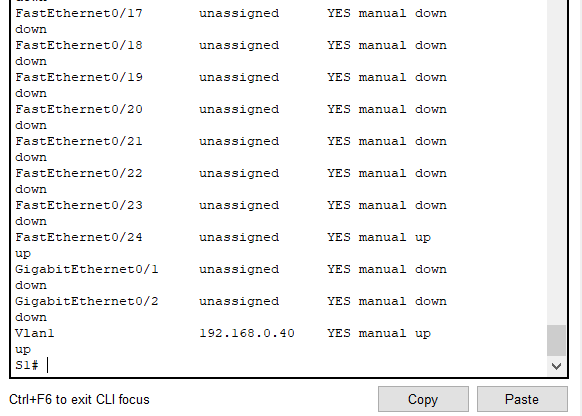 FastEthernet0/17 unassigned YES manual down
down
FastEthernet0/18 unassigned YES manual down
down
FastEthernet0/19 unassigned YES manual down
down
FastEthernet0/20 unassigned YES manual down
down
FastEthernet0/21 unassigned YES manual down
down
FastEthernet0/22 unassigned YES manual down
down
FastEthernet0/23 unassigned YES manual down
down
FastEthernet0/24 unassigned YES manual up
up
GigabitEthernet0/1 unassigned YES manual down
down
GigabitEthernet0/2 unassigned YES manual down
down
Vlan1 192.168.0.40 YES manual up
up
S1#
Ctrl+F6 to exit CLI focus
Copy
Paste